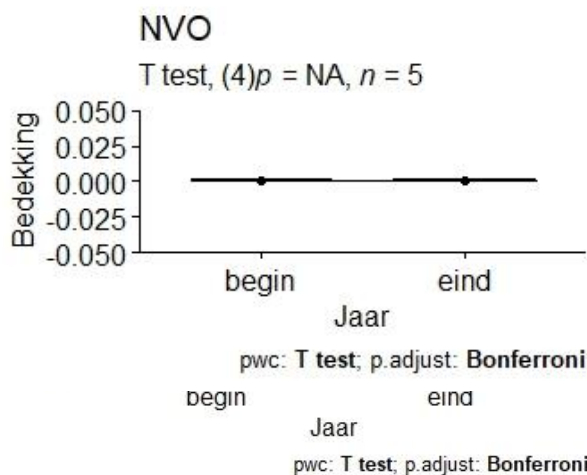 NVO
T test, (4)p = NA, n = 5
0.050
0.025
0.000
-0.025
-0.050
Bedekking
begin eind
Jaar
pwc: T test; p.adjust: Bonferroni
begin eind
Jaar
pwc: T test; p.adjust: Bonferroni